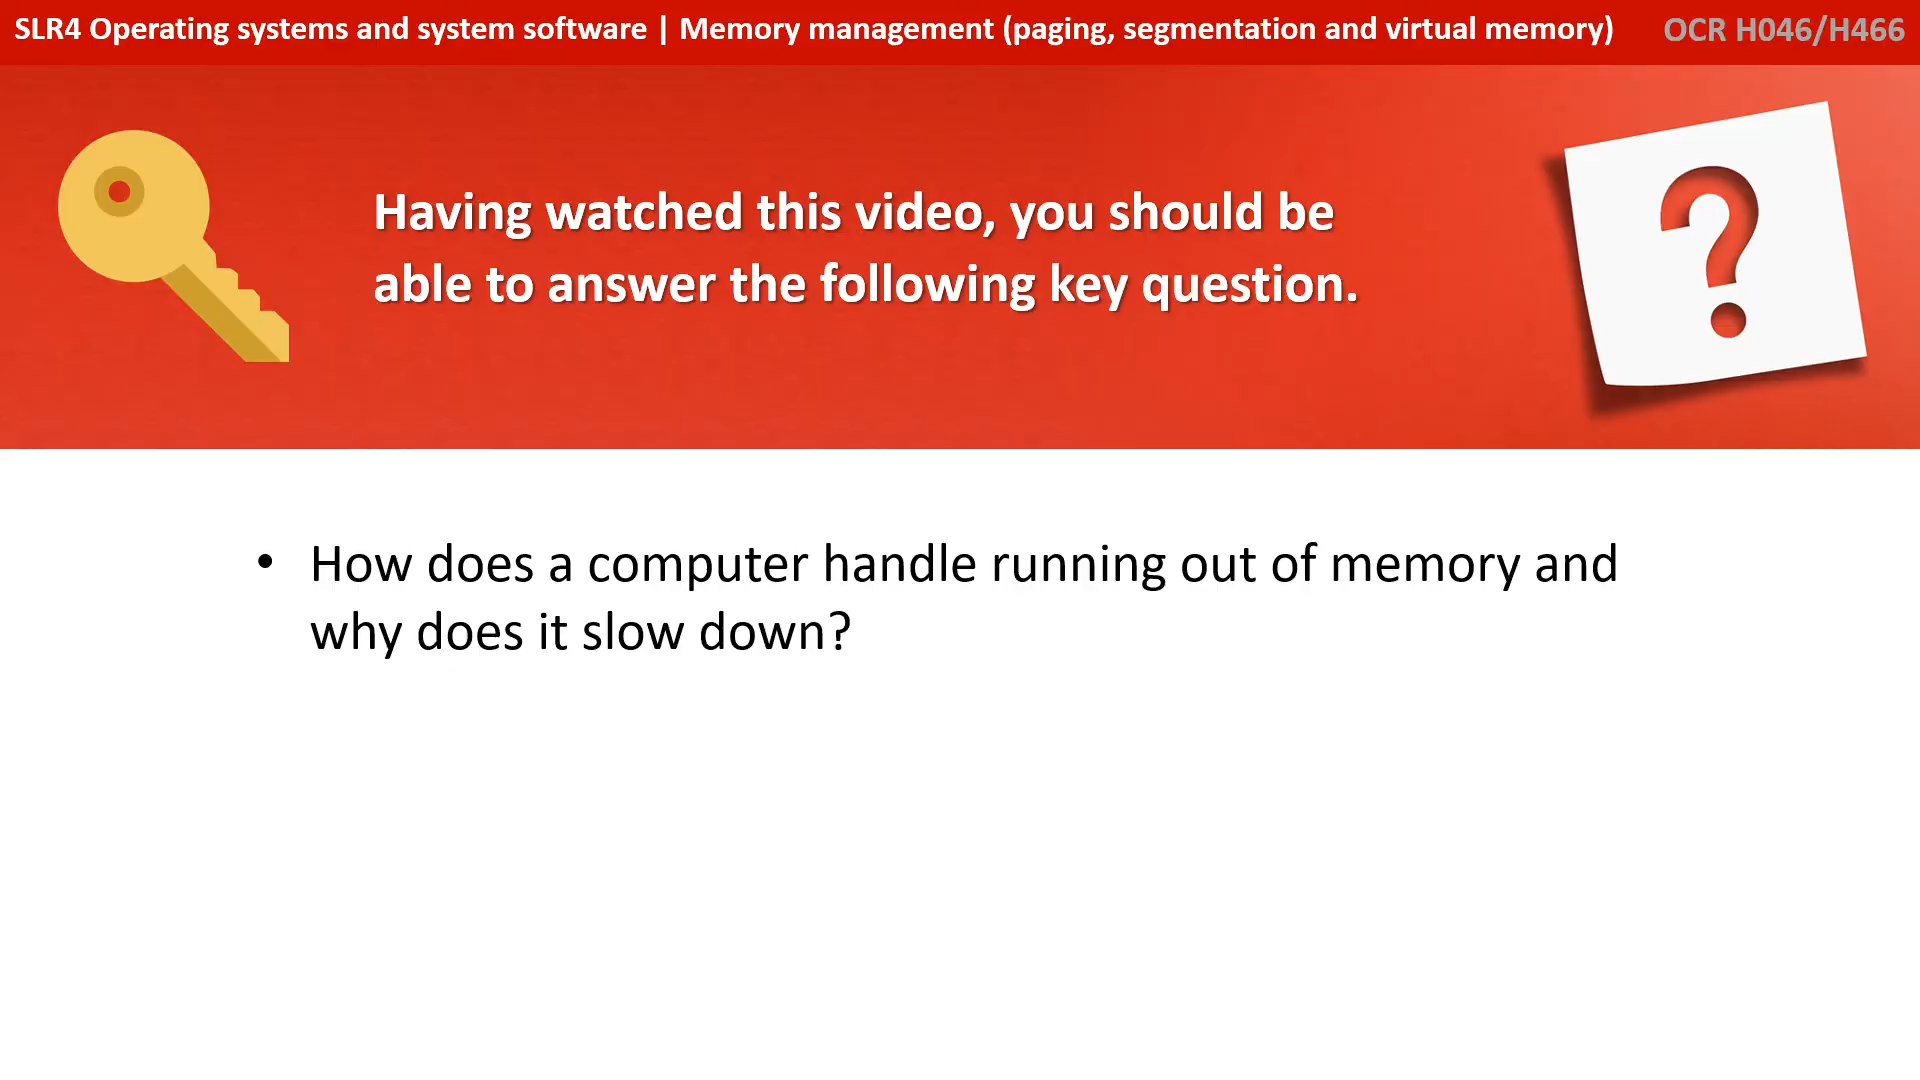 SLR4 Operating systems and system software | Memory management (paging, segmentation and virtual memory) OCR H046/H466
Having watched this video, you should be
able to answer the following key question.
• How does a computer handle running out of memory and
why does it slow down?